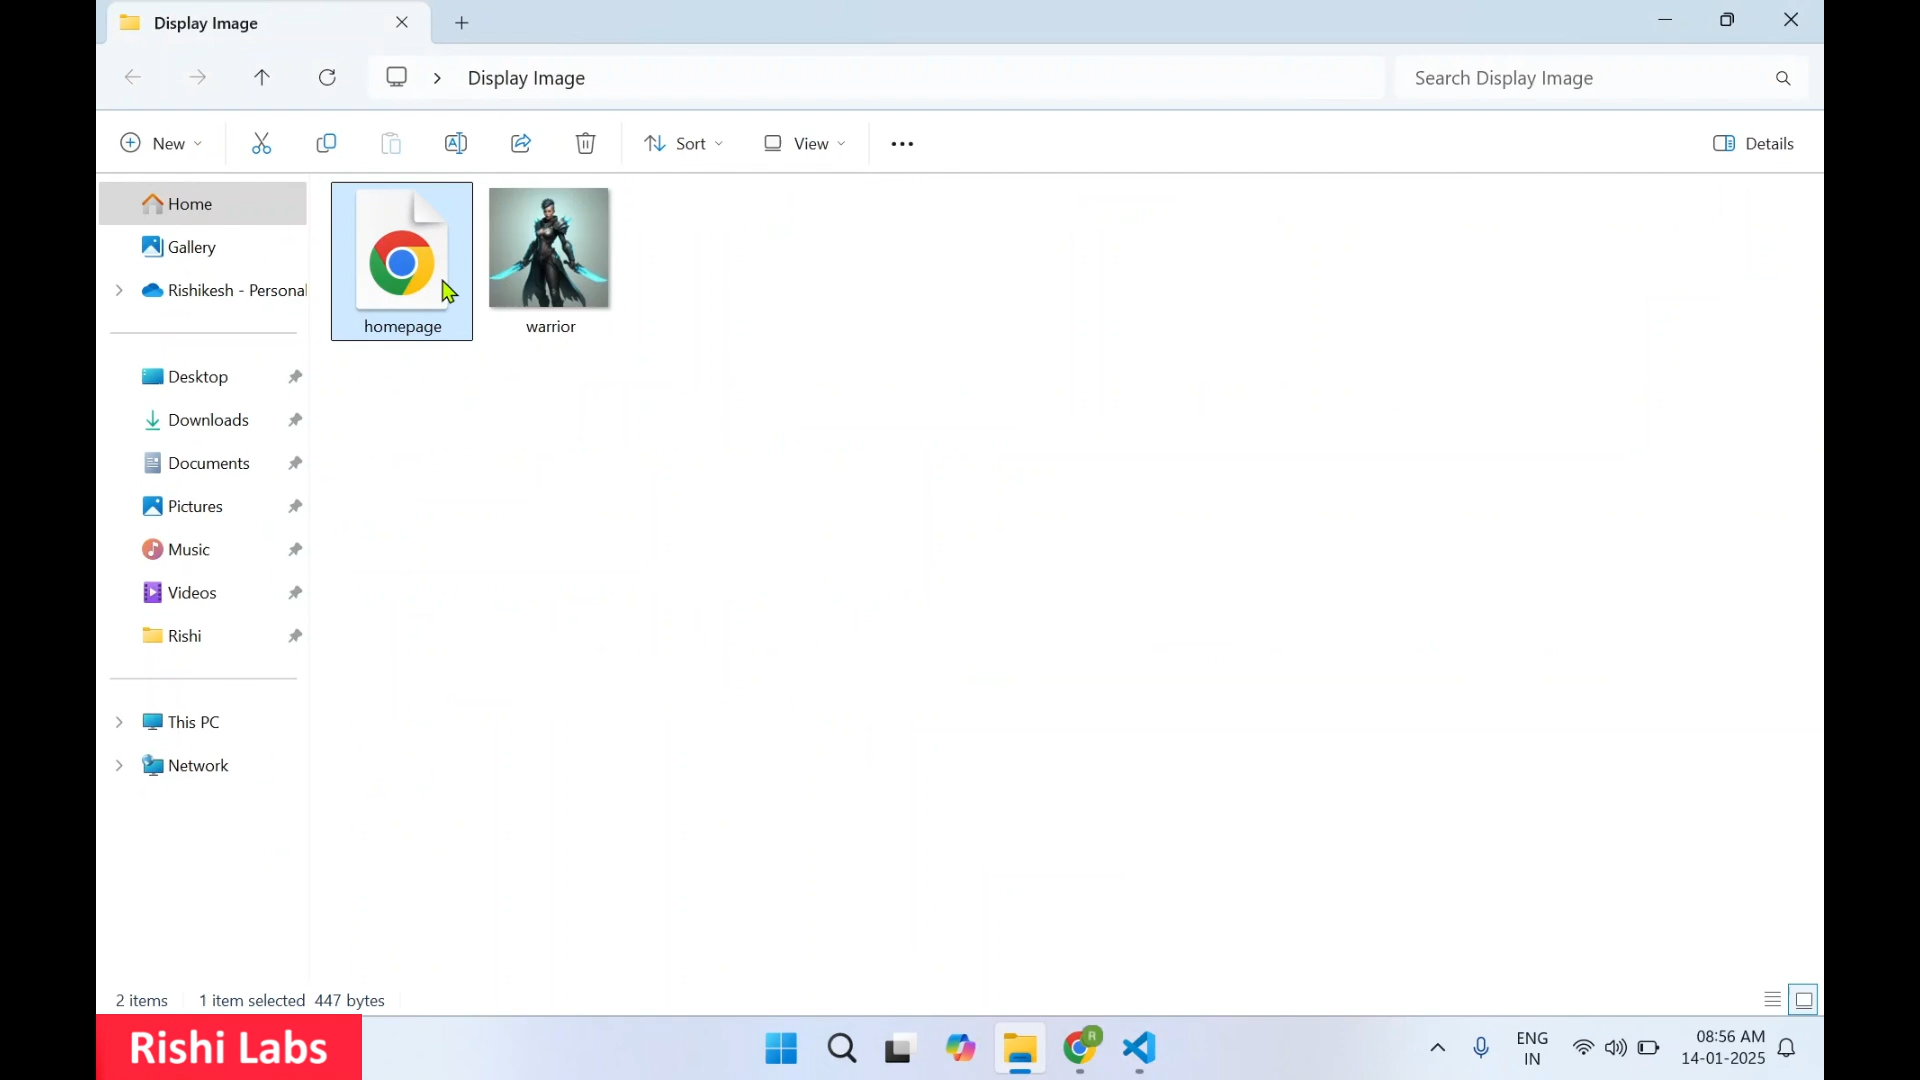 Display Image
Display Image
Search Display Image
New
Sort
View
Details
Home
Gallery
Rishikesh - Personal
Desktop
Downloads
Documents
Pictures
Music
Videos
Rishi
This PC
Network
homepage
warrior
2 items 1 item selected 447 bytes
Rishi Labs
R
ENG
IN
08:56 AM
14-01-2025